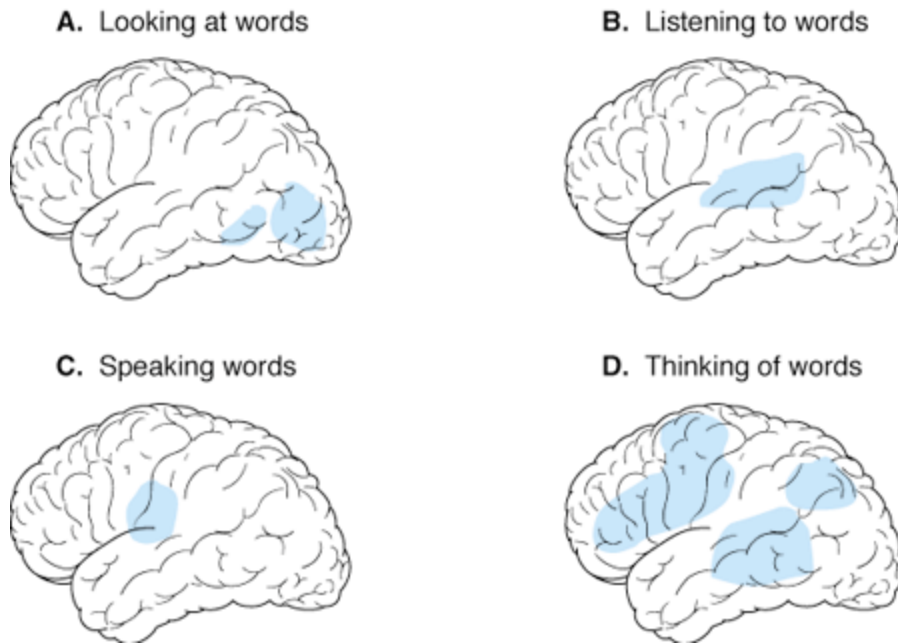 A. Looking at words
B. Listening to words
C. Speaking words
D. Thinking of words